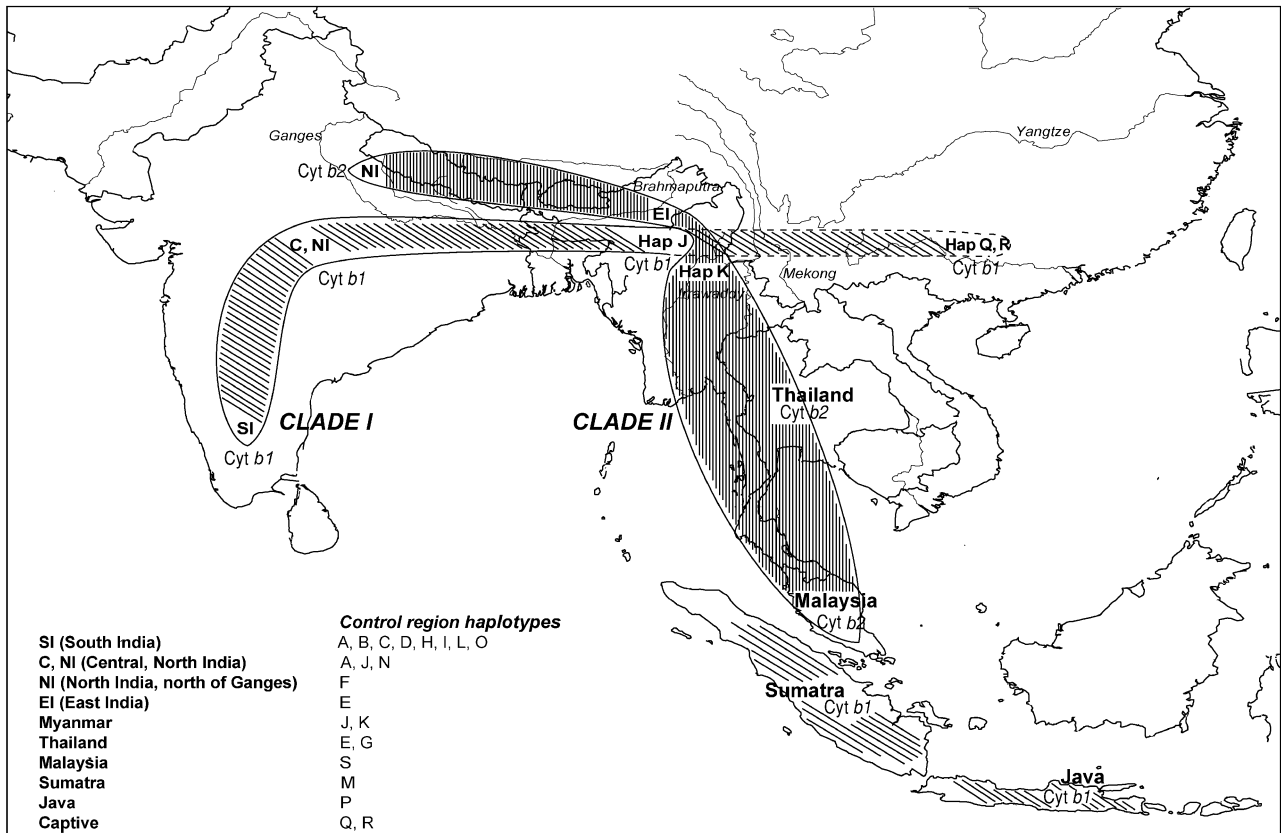 Ganges
Yangtze
Cyt b2
NI
Brahmaputra
EI
C, NI
Hap J
Hap Q, R
Cyt b1
Cyt b1
Cyt b1
Hap K
Mekong
Irrawaddy
Thailand
Cyt b2
SI
CLADE I
CLADE II
Cyt b1
Malaysia
Cyt b2
Sumatra
Cyt b1
Java
Cyt b1
Control region haplotypes
SI (South India) A, B, C, D, H, I, L, O
C, NI (Central, North India) A, J, N
NI (North India, north of Ganges) F
EI (East India) E
Myanmar J, K
Thailand E, G
Malaysia S
Sumatra M
Java P
Captive Q, R